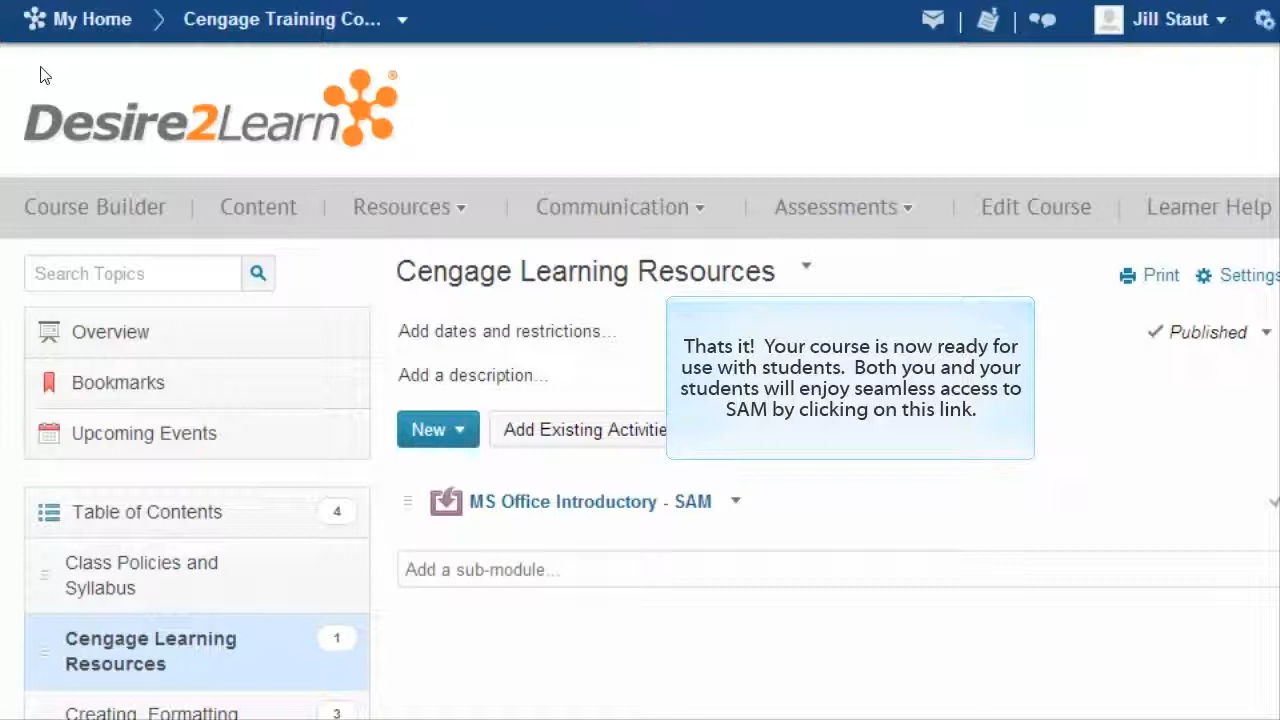 My Home
Cengage Training Co...
Jill Staut
Desire2Learn®
Course Builder
Content
Resources
Communication
Assessments
Edit Course
Learner Help
Search Topics
Cengage Learning Resources
Print
Settings
Overview
Bookmarks
Upcoming Events
Add dates and restrictions...
Published
Add a description...
Thats it!  Your course is now ready for
use with students.  Both you and your
students will enjoy seamless access to
SAM by clicking on this link.
New
Add Existing Activitie
MS Office Introductory - SAM
Add a sub-module...
Table of Contents
4
Class Policies and
Syllabus
Cengage Learning
Resources
1
Creating, Formatting
3